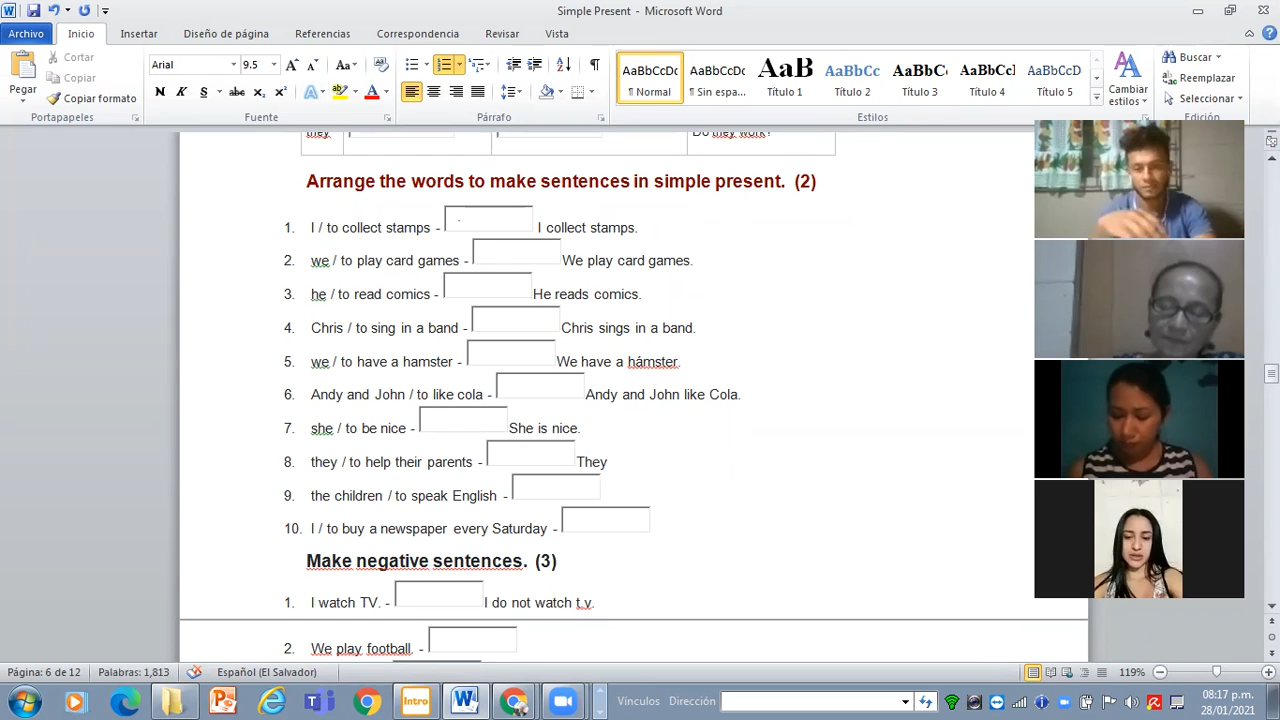 Simple Present - Microsoft Word
Archivo Inicio Insertar Diseño de página Referencias Correspondencia Revisar Vista
Pegar
Cortar
Copiar
Copiar formato
Portapapeles
Arial 9.5
Fuente
Párrafo
AaBbCcDc AaBbCcDc AaB AaBbCc AaBbCc AaBbCcI AaBbCcD
¶ Normal ¶ Sin espa... Título 1 Título 2 Título 3 Título 4 Título 5
Estilos
Cambiar estilos
Buscar
Reemplazar
Seleccionar
Edición
they Do they work?
Arrange the words to make sentences in simple present. (2)
1. I / to collect stamps - I collect stamps.
2. we / to play card games - We play card games.
3. he / to read comics - He reads comics.
4. Chris / to sing in a band - Chris sings in a band.
5. we / to have a hamster - We have a hámster.
6. Andy and John / to like cola - Andy and John like Cola.
7. she / to be nice - She is nice.
8. they / to help their parents - They
9. the children / to speak English -
10. I / to buy a newspaper every Saturday -
Make negative sentences. (3)
1. I watch TV. - I do not watch t.v.
2. We play football. -
Página: 6 de 12 Palabras: 1,813 Español (El Salvador) 119%
Intro Vínculos Dirección 08:17 p.m.
28/01/2021